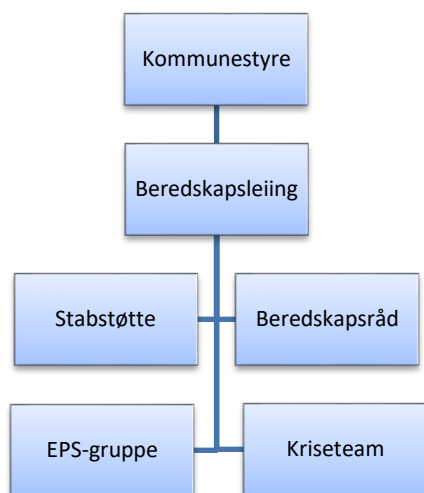 Kommunestyre
Beredskapsleiing
Stabstøtte
Beredskapsråd
EPS-gruppe
Kriseteam